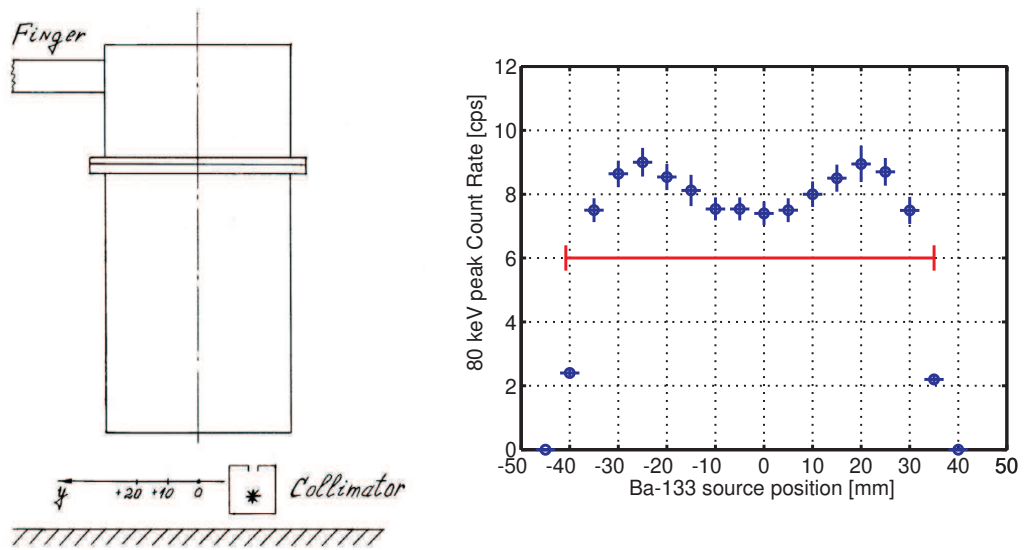 Finger
y +20 +10 0
Collimator
80 keV peak Count Rate [cps]
12
10
8
6
4
2
0
-50 -40 -30 -20 -10 0 10 20 30 40 50
Ba-133 source position [mm]